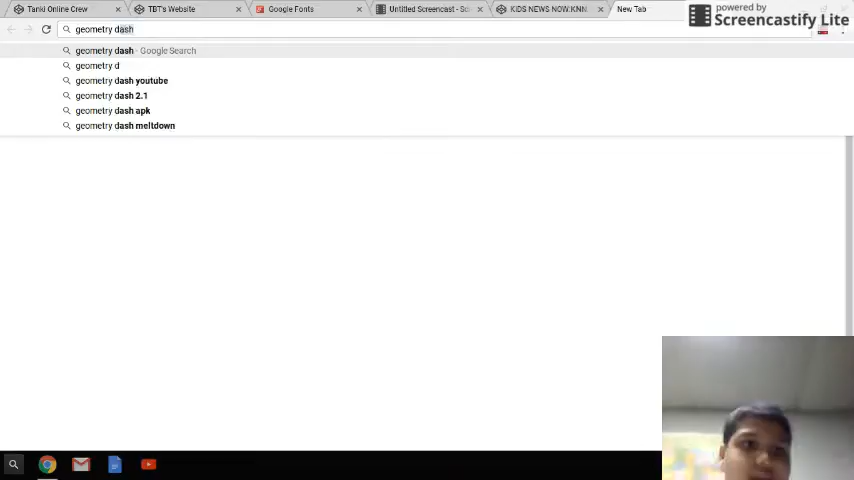 Tanki Online Crew
TBT's Website
Google Fonts
Untitled Screencast - Sc
KIDS NEWS NOW:KNN
New Tab
powered by
Screencastify Lite
geometry dash
geometry dash - Google Search
geometry d
geometry dash youtube
geometry dash 2.1
geometry dash apk
geometry dash meltdown